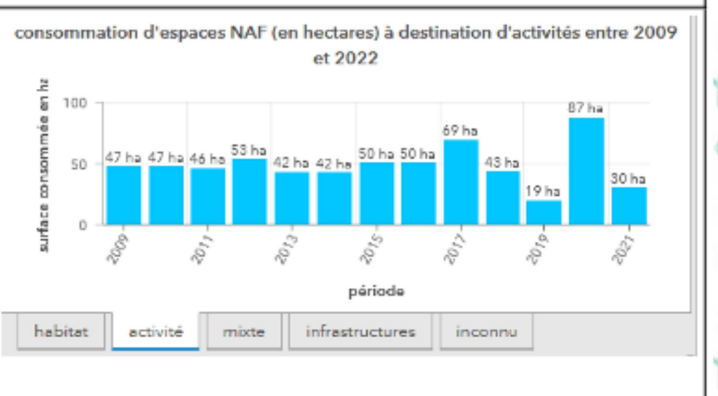 consommation d'espaces NAF (en hectares) à destination d'activités entre 2009
et 2022
surface consommée en ha
100
50
0
47 ha 47 ha 46 ha 53 ha 42 ha 42 ha 50 ha 50 ha 69 ha 43 ha 19 ha 87 ha 30 ha
2009 2011 2013 2015 2017 2019 2021
période
habitat activité mixte infrastructures inconnu